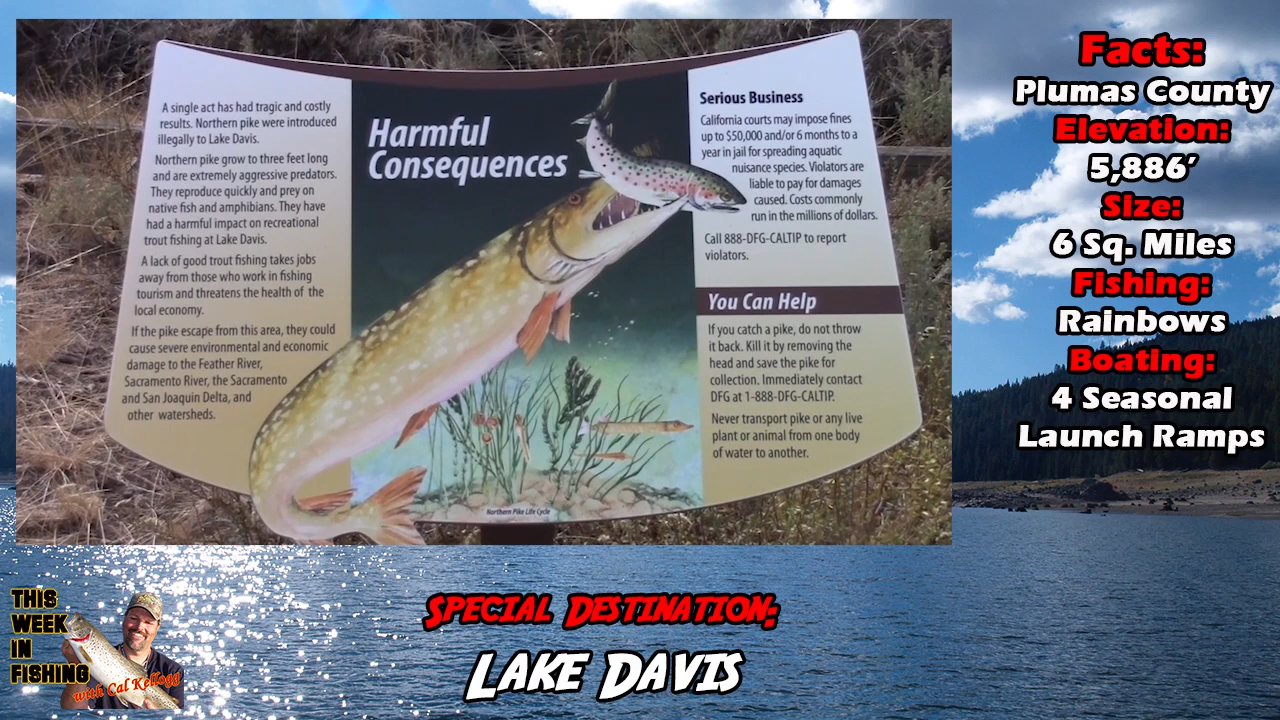 A single act has had tragic and costly
results. Northern pike were introduced
illegally to Lake Davis.
Northern pike grow to three feet long
and are extremely aggressive predators.
They reproduce quickly and prey on
native fish and amphibians. They have
had a harmful impact on recreational
trout fishing at Lake Davis.
A lack of good trout fishing takes jobs
away from those who work in fishing
tourism and threatens the health of the
local economy.
If the pike escape from this area, they could
cause severe environmental and economic
damage to the Feather River,
Sacramento River, the Sacramento
and San Joaquin Delta, and
other watersheds.
Harmful
Consequences
Northern Pike Life Cycle
Serious Business
California courts may impose fines
up to $50,000 and/or 6 months to a
year in jail for spreading aquatic
nuisance species. Violators are
liable to pay for damages
caused. Costs commonly
run in the millions of dollars.
Call 888-DFG-CALTIP to report
violators.
You Can Help
If you catch a pike, do not throw
it back. Kill it by removing the
head and save the pike for
collection. Immediately contact
DFG at 1-888-DFG-CALTIP.
Never transport pike or any live
plant or animal from one body
of water to another.
Facts:
Plumas County
Elevation:
5,886’
Size:
6 Sq. Miles
Fishing:
Rainbows
Boating:
4 Seasonal
Launch Ramps
THIS
WEEK
IN
FISHING
with Cal Kellogg
Special Destination:
Lake Davis